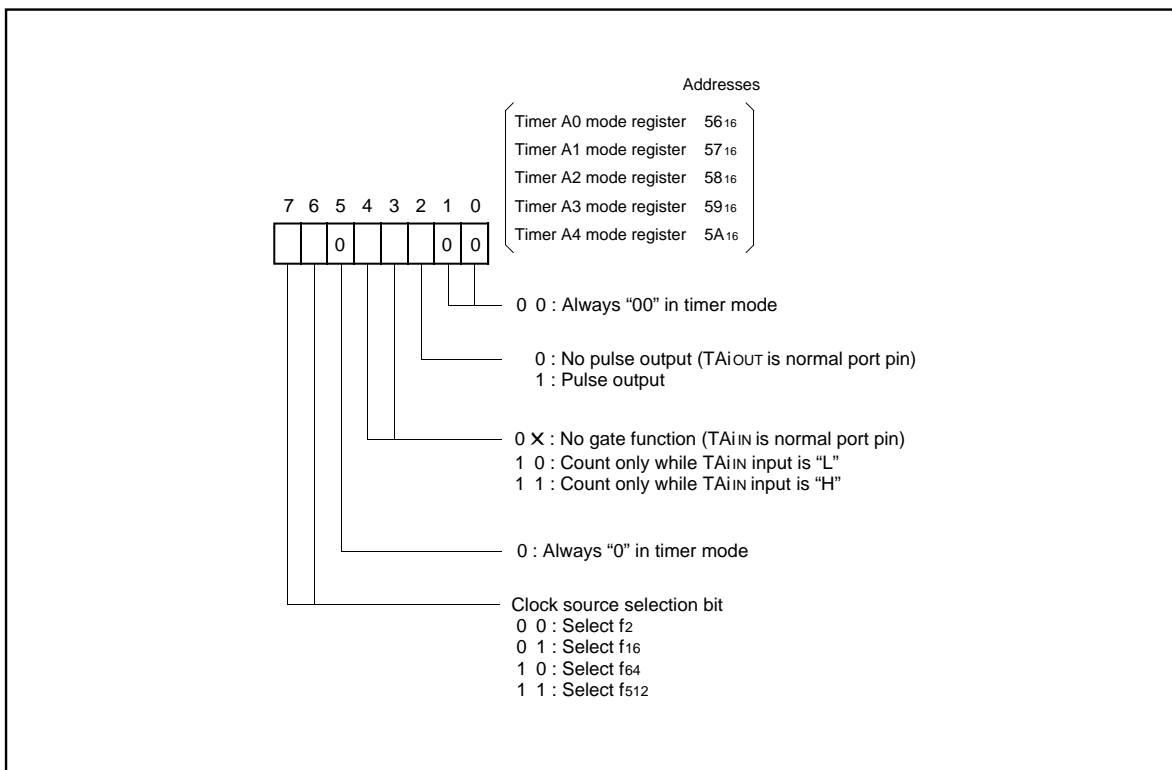 Addresses
Timer A0 mode register 5616
Timer A1 mode register 5716
Timer A2 mode register 5816
Timer A3 mode register 5916
Timer A4 mode register 5A16
7 6 5 4 3 2 1 0
0 0 0
0 0 : Always “00” in timer mode
0 : No pulse output (TAiOUT is normal port pin)
1 : Pulse output
0 X : No gate function (TAiIN is normal port pin)
1 0 : Count only while TAiIN input is “L”
1 1 : Count only while TAiIN input is “H”
0 : Always “0” in timer mode
Clock source selection bit
0 0 : Select f2
0 1 : Select f16
1 0 : Select f64
1 1 : Select f512